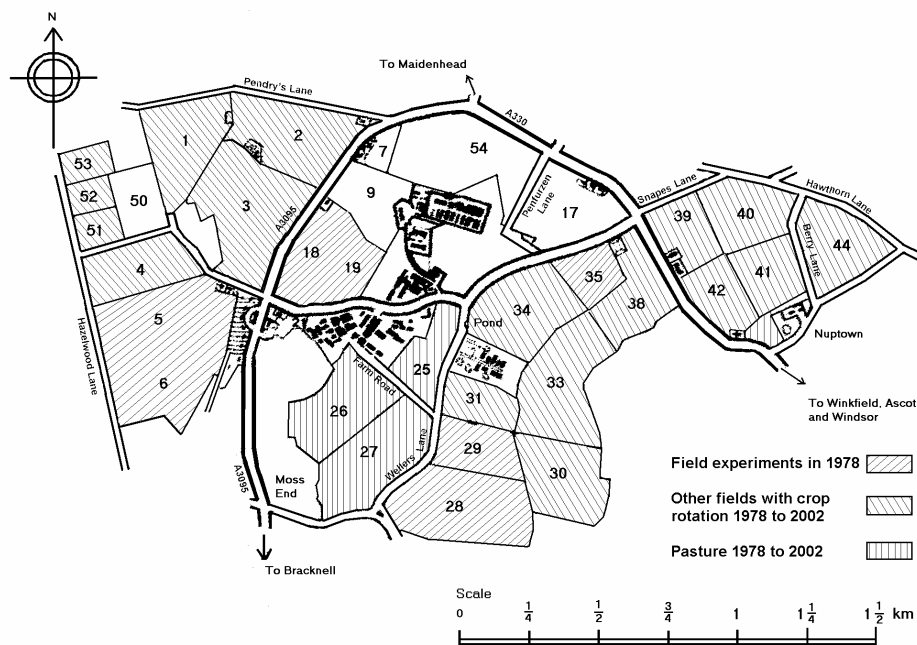 N
To Maidenhead
Pendry's Lane
A330
1
2
7
54
53
52
50
51
3
9
17
Penfurzen Lane
Snapes Lane
Hawthorn Lane
39
40
44
Berry Lane
A3095
18
19
35
41
4
34
38
42
5
Pond
Nuptown
Hazelwood Lane
25
33
6
Farm Road
31
26
To Winkfield, Ascot
and Windsor
27
Wellers Lane
29
30
A3095
Moss
End
28
To Bracknell
Field experiments in 1978
Other fields with crop
rotation 1978 to 2002
Pasture 1978 to 2002
Scale
0 1/4 1/2 3/4 1 1 1/4 1 1/2 km